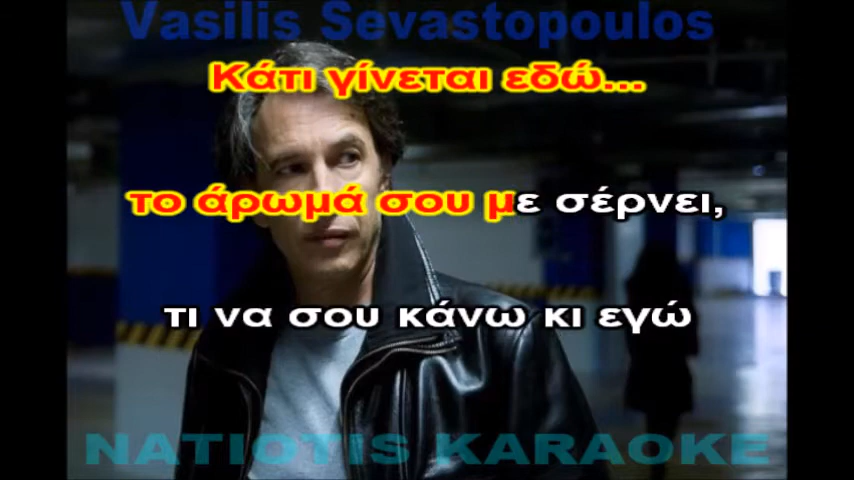 Vasilis Sevastopoulos
Κάτι γίνεται εδώ...
το άρωμά σου με σέρνει,
τι να σου κάνω κι εγώ
NATIOTIS KARAOKE